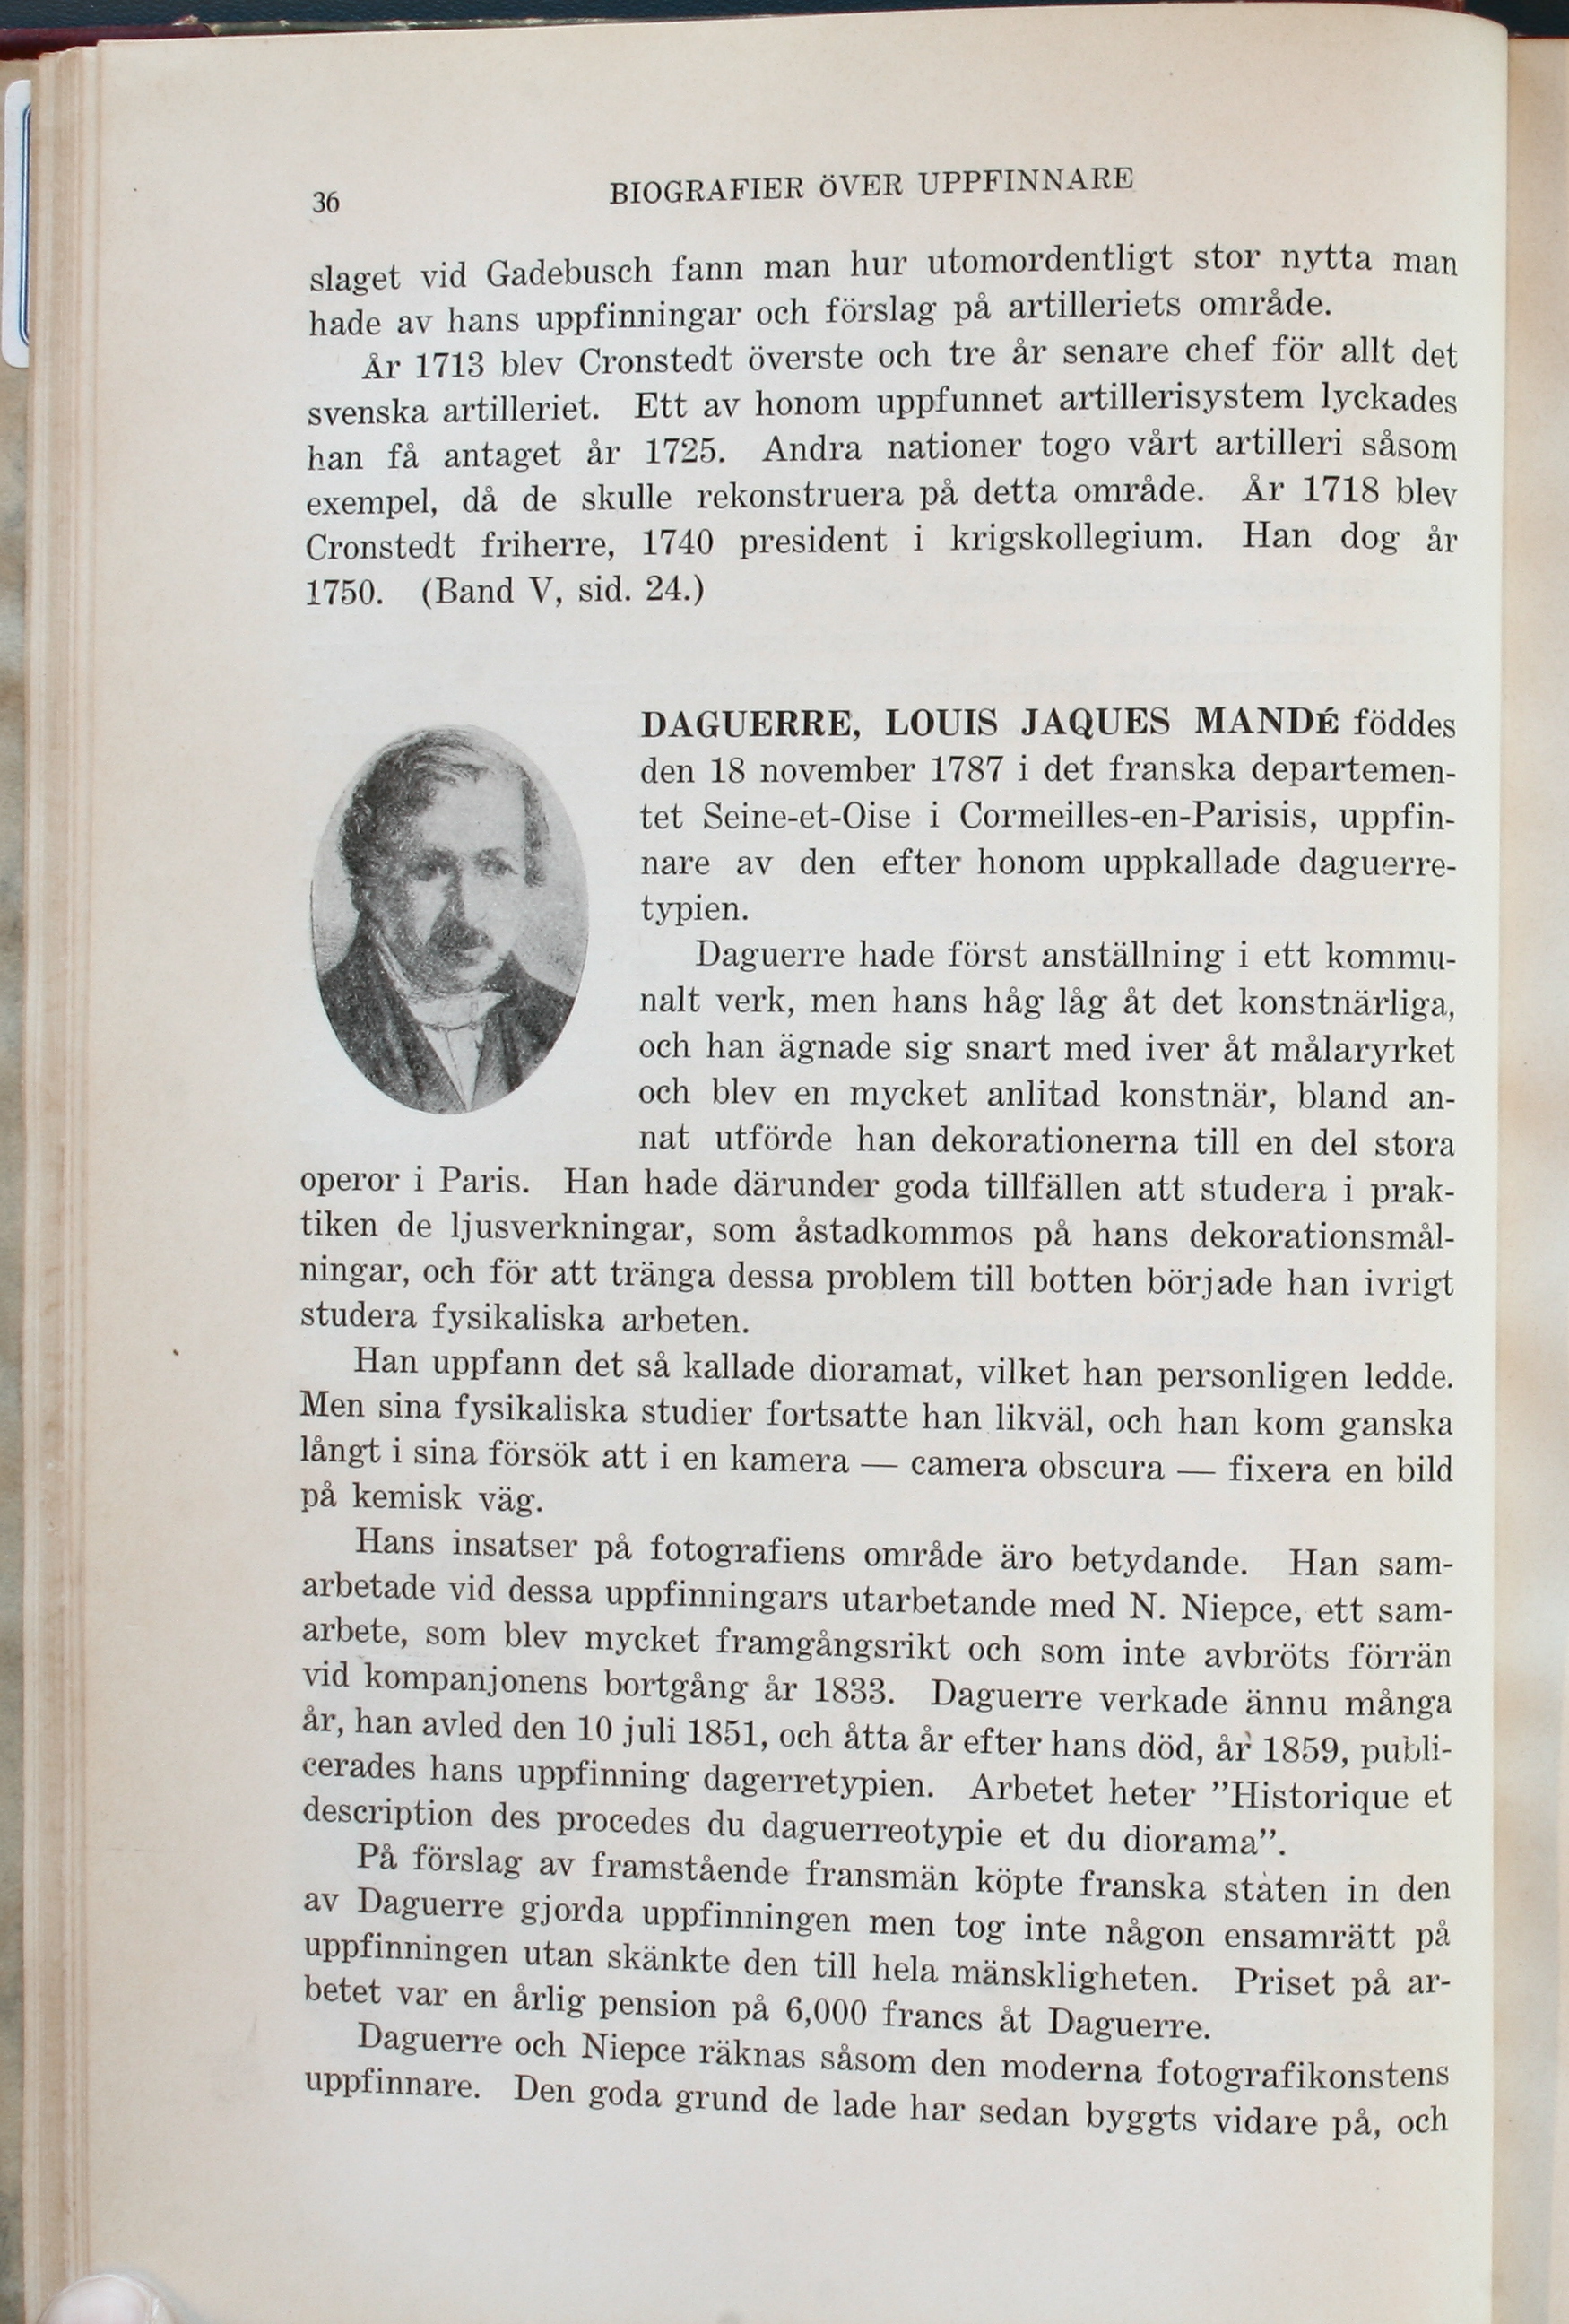 36 BIOGRAFIER ÖVER UPPFINNARE
slaget vid Gadebusch fann man hur utomordentligt stor nytta man
hade av hans uppfinningar och förslag på artilleriets område.
År 1713 blev Cronstedt överste och tre år senare chef för allt det
svenska artilleriet. Ett av honom uppfunnet artillerisystem lyckades
han få antaget år 1725. Andra nationer togo vårt artilleri såsom
exempel, då de skulle rekonstruera på detta område. År 1718 blev
Cronstedt friherre, 1740 president i krigskollegium. Han dog år
1750. (Band V, sid. 24.)
DAGUERRE, LOUIS JAQUES MANDÉ föddes
den 18 november 1787 i det franska departemen-
tet Seine-et-Oise i Cormeilles-en-Parisis, uppfin-
nare av den efter honom uppkallade daguerre-
typien.
Daguerre hade först anställning i ett kommu-
nalt verk, men hans håg låg åt det konstnärliga,
och han ägnade sig snart med iver åt målaryrket
och blev en mycket anlitad konstnär, bland an-
nat utförde han dekorationerna till en del stora
operor i Paris. Han hade därunder goda tillfällen att studera i prak-
tiken de ljusverkningar, som åstadkommos på hans dekorationsmål-
ningar, och för att tränga dessa problem till botten började han ivrigt
studera fysikaliska arbeten.
Han uppfann det så kallade dioramat, vilket han personligen ledde.
Men sina fysikaliska studier fortsatte han likväl, och han kom ganska
långt i sina försök att i en kamera — camera obscura — fixera en bild
på kemisk väg.
Hans insatser på fotografiens område äro betydande. Han sam-
arbetade vid dessa uppfinningars utarbetande med N. Niepce, ett sam-
arbete, som blev mycket framgångsrikt och som inte avbröts förrän
vid kompanjonens bortgång år 1833. Daguerre verkade ännu många
år, han avled den 10 juli 1851, och åtta år efter hans död, år 1859, publi-
cerades hans uppfinning dagerretypien. Arbetet heter ”Historique et
description des procedes du daguerreotypie et du diorama”.
På förslag av framstående fransmän köpte franska staten in den
av Daguerre gjorda uppfinningen men tog inte någon ensamrätt på
uppfinningen utan skänkte den till hela mänskligheten. Priset på ar-
betet var en årlig pension på 6,000 francs åt Daguerre.
Daguerre och Niepce räknas såsom den moderna fotografikonstens
uppfinnare. Den goda grund de lade har sedan byggts vidare på, och